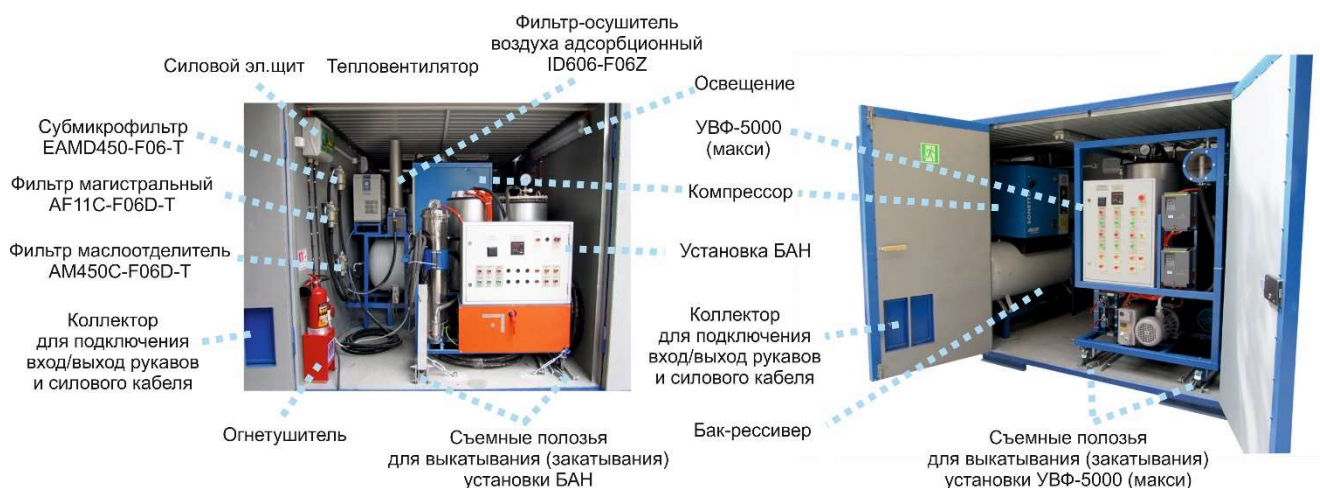 Силовой эл.щит
Тепловентилятор
Фильтр-осушитель
воздуха адсорбционный
ID606-F06Z
Субмикрофильтр
EAMD450-F06-T
Фильтр магистральный
AF11C-F06D-T
Фильтр маслоотделитель
AM450C-F06D-T
Коллектор
для подключения
вход/выход рукавов
и силового кабеля
Огнетушитель
Съемные полозья
для выкатывания (закатывания)
установки БАН
Освещение
УВФ-5000
(макси)
Компрессор
Установка БАН
Коллектор
для подключения
вход/выход рукавов
и силового кабеля
Бак-рессивер
Съемные полозья
для выкатывания (закатывания)
установки УВФ-5000 (макси)